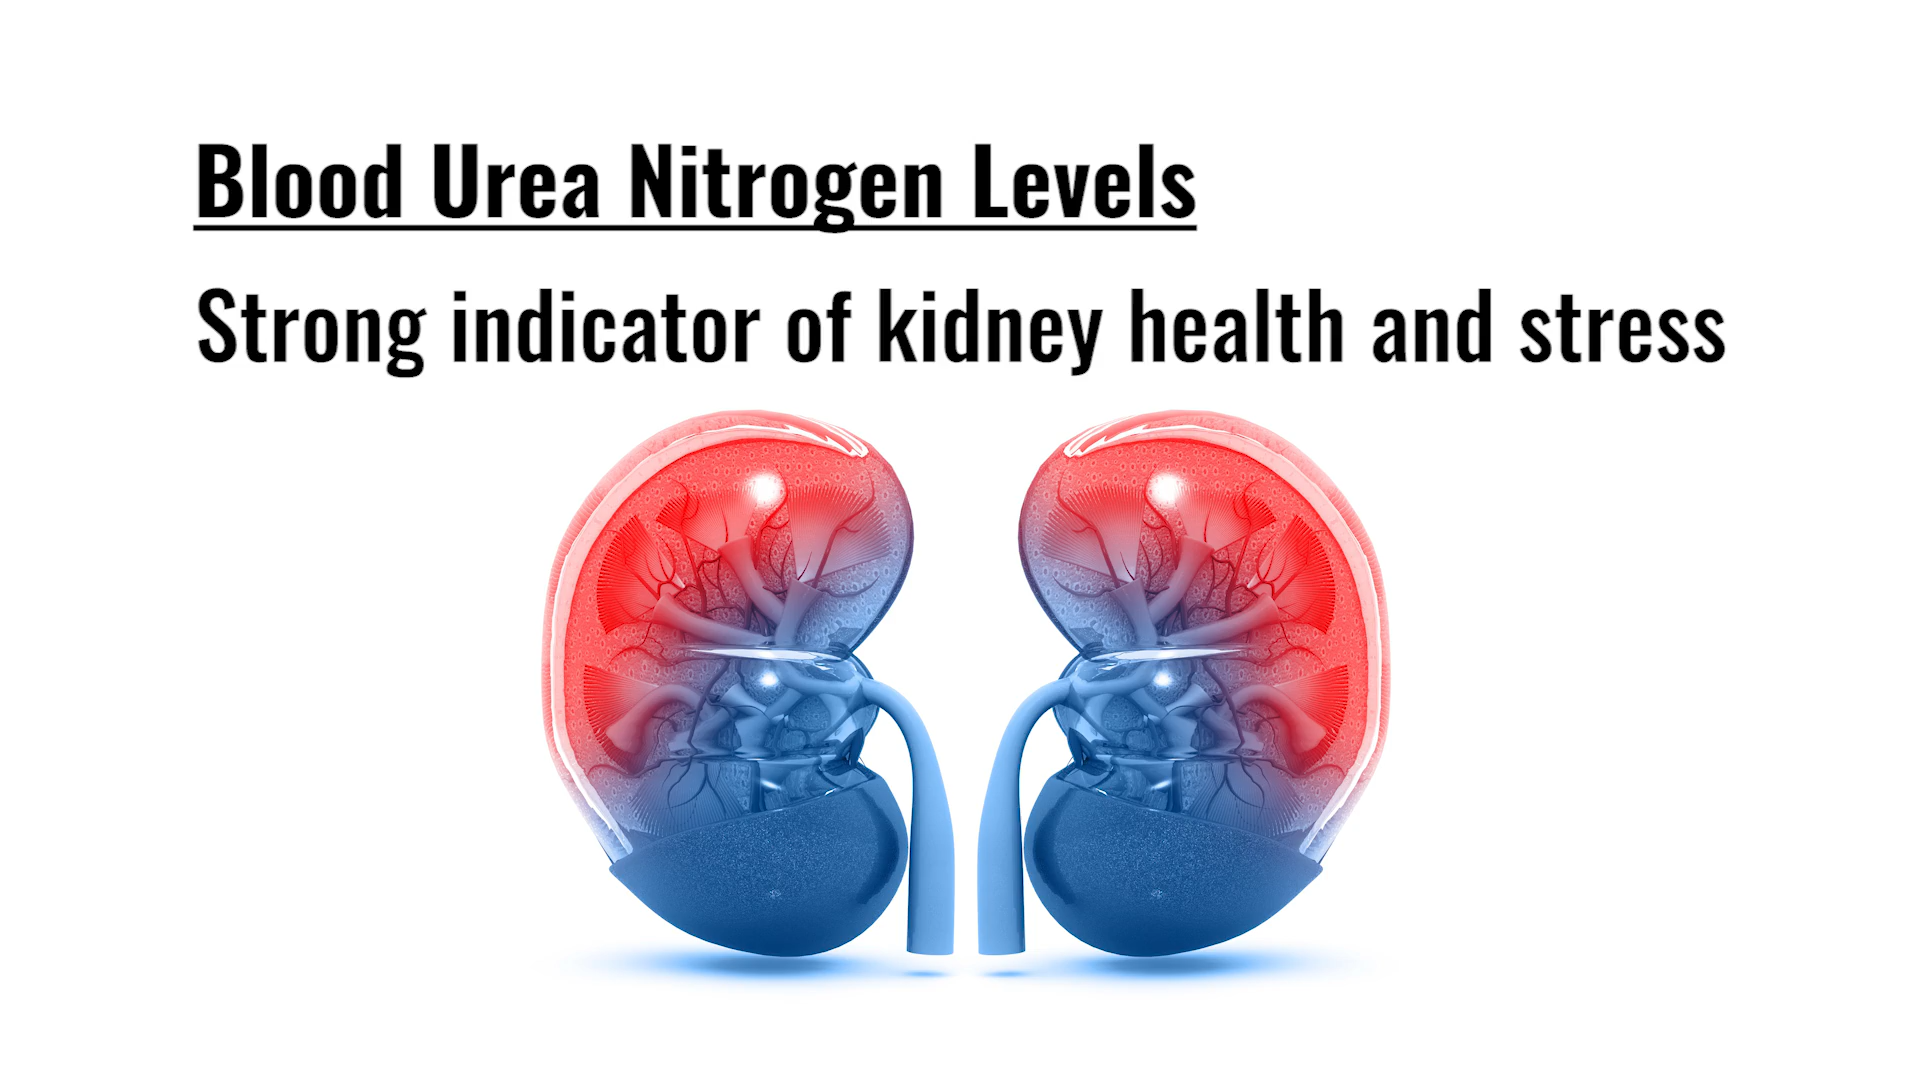 Blood Urea Nitrogen Levels
Strong indicator of kidney health and stress